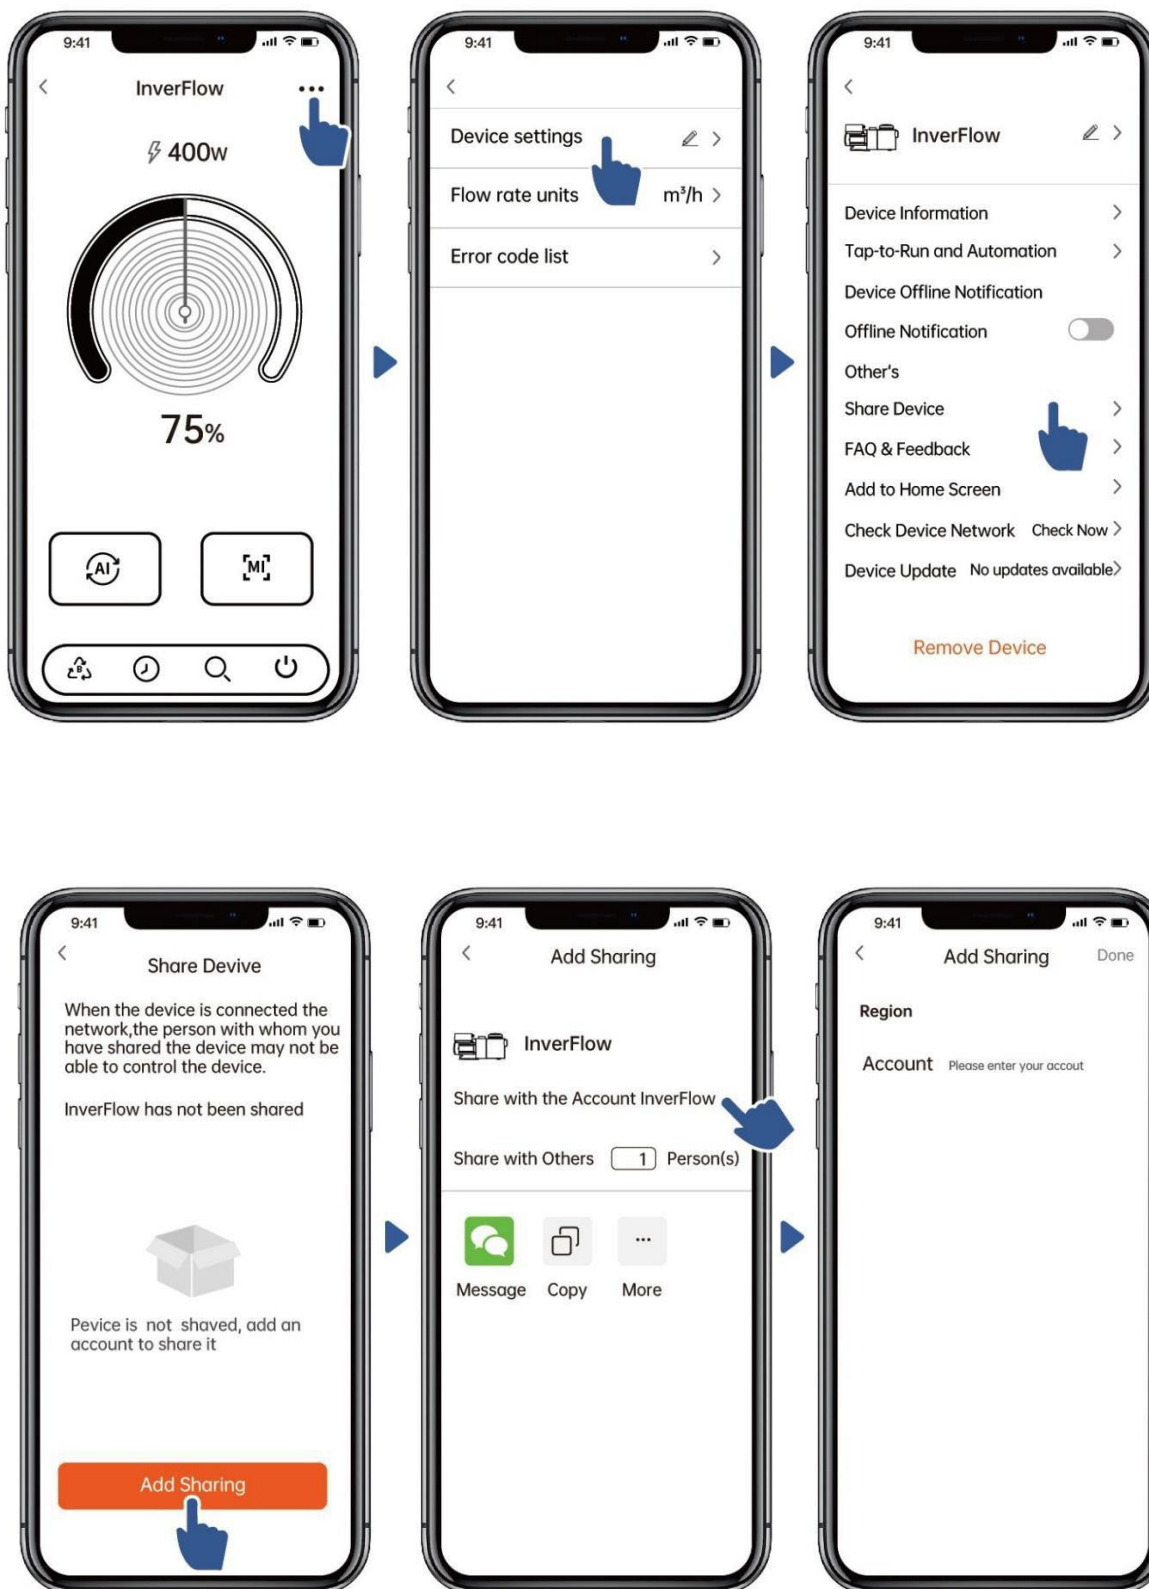 9:41
InverFlow
400w
75%
AI
MI
B
9:41
Device settings
Flow rate units m³/h
Error code list
9:41
InverFlow
Device Information
Tap-to-Run and Automation
Device Offline Notification
Offline Notification
Other's
Share Device
FAQ & Feedback
Add to Home Screen
Check Device Network Check Now
Device Update No updates available
Remove Device
9:41
Share Devive
When the device is connected the
network,the person with whom you
have shared the device may not be
able to control the device.
InverFlow has not been shared
Pevice is not shaved, add an
account to share it
Add Sharing
9:41
Add Sharing
InverFlow
Share with the Account InverFlow
Share with Others 1 Person(s)
Message Copy More
9:41
Add Sharing Done
Region
Account Please enter your accout